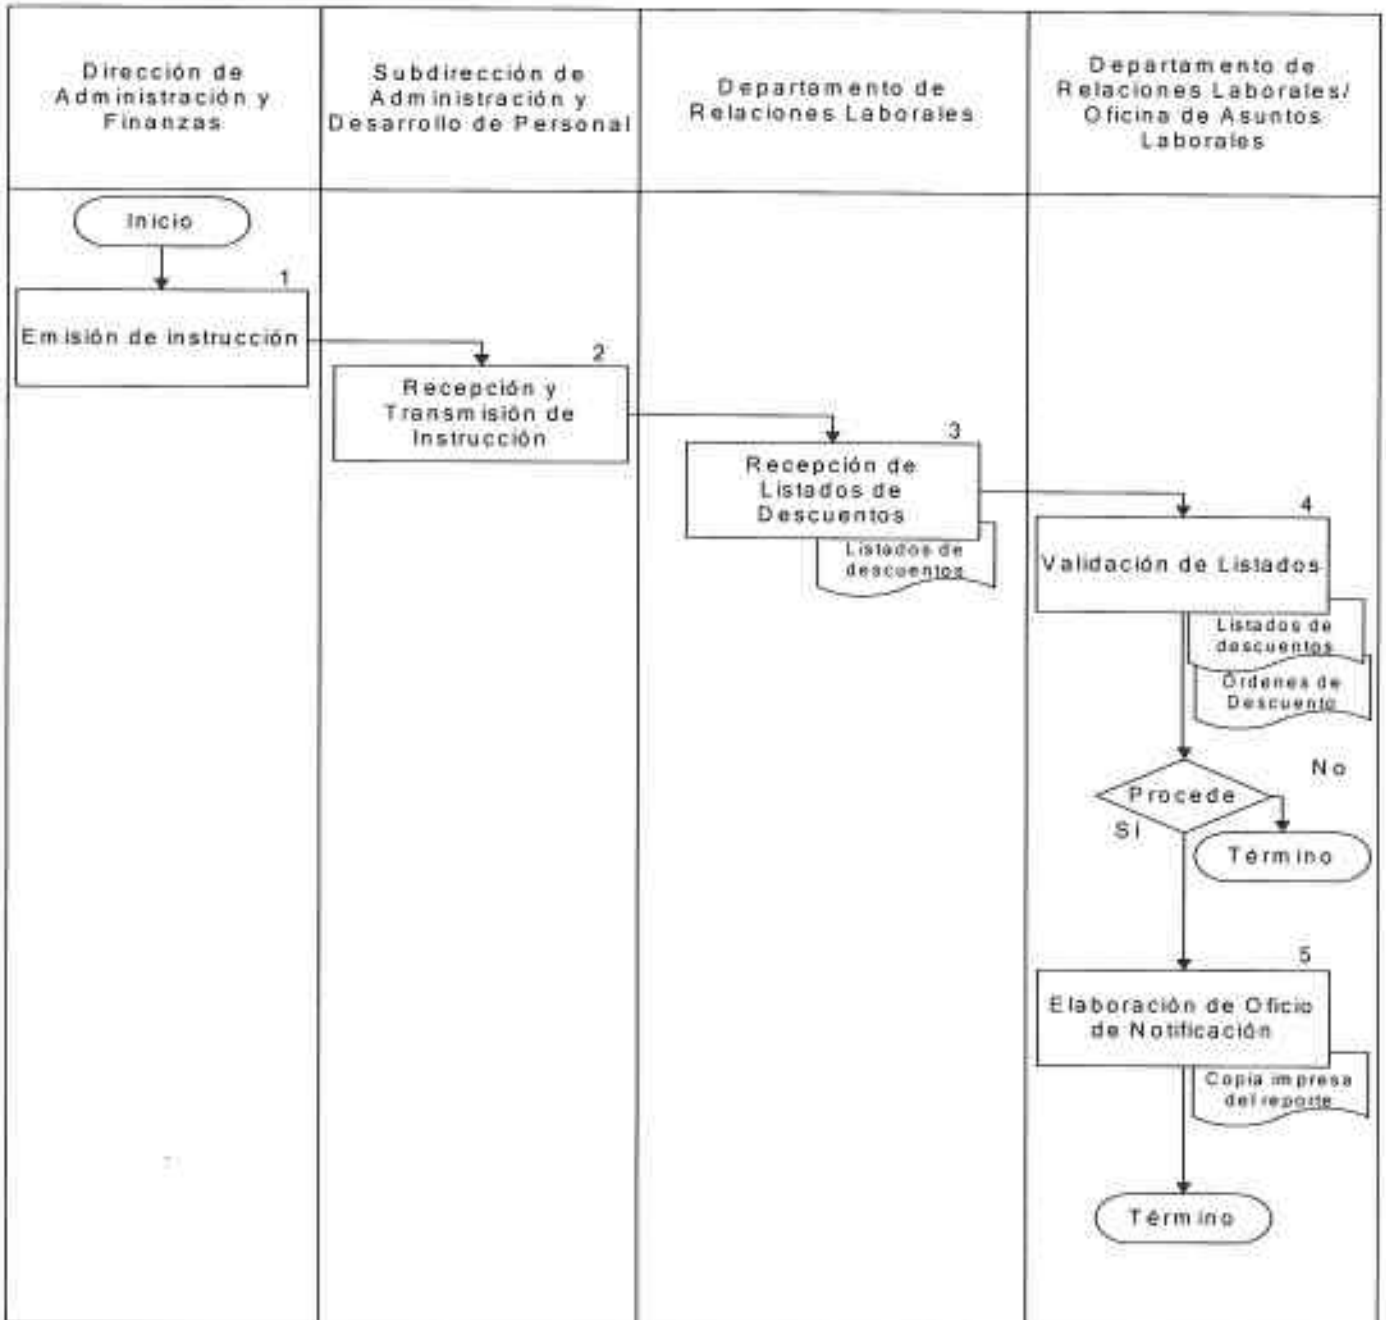 Dirección de
Administración y
Finanzas
Subdirección de
Administración y
Desarrollo de Personal
Departamento de
Relaciones Laborales
Departamento de
Relaciones Laborales/
Oficina de Asuntos
Laborales
Inicio
1
Emisión de instrucción
2
Recepción y
Transmisión de
Instrucción
3
Recepción de
Listados de
Descuentos
Listados de
descuentos
4
Validación de Listados
Listados de
descuentos
Órdenes de
Descuento
No
Procede
Sí
Término
5
Elaboración de Oficio
de Notificación
Copia impresa
del reporte
Término